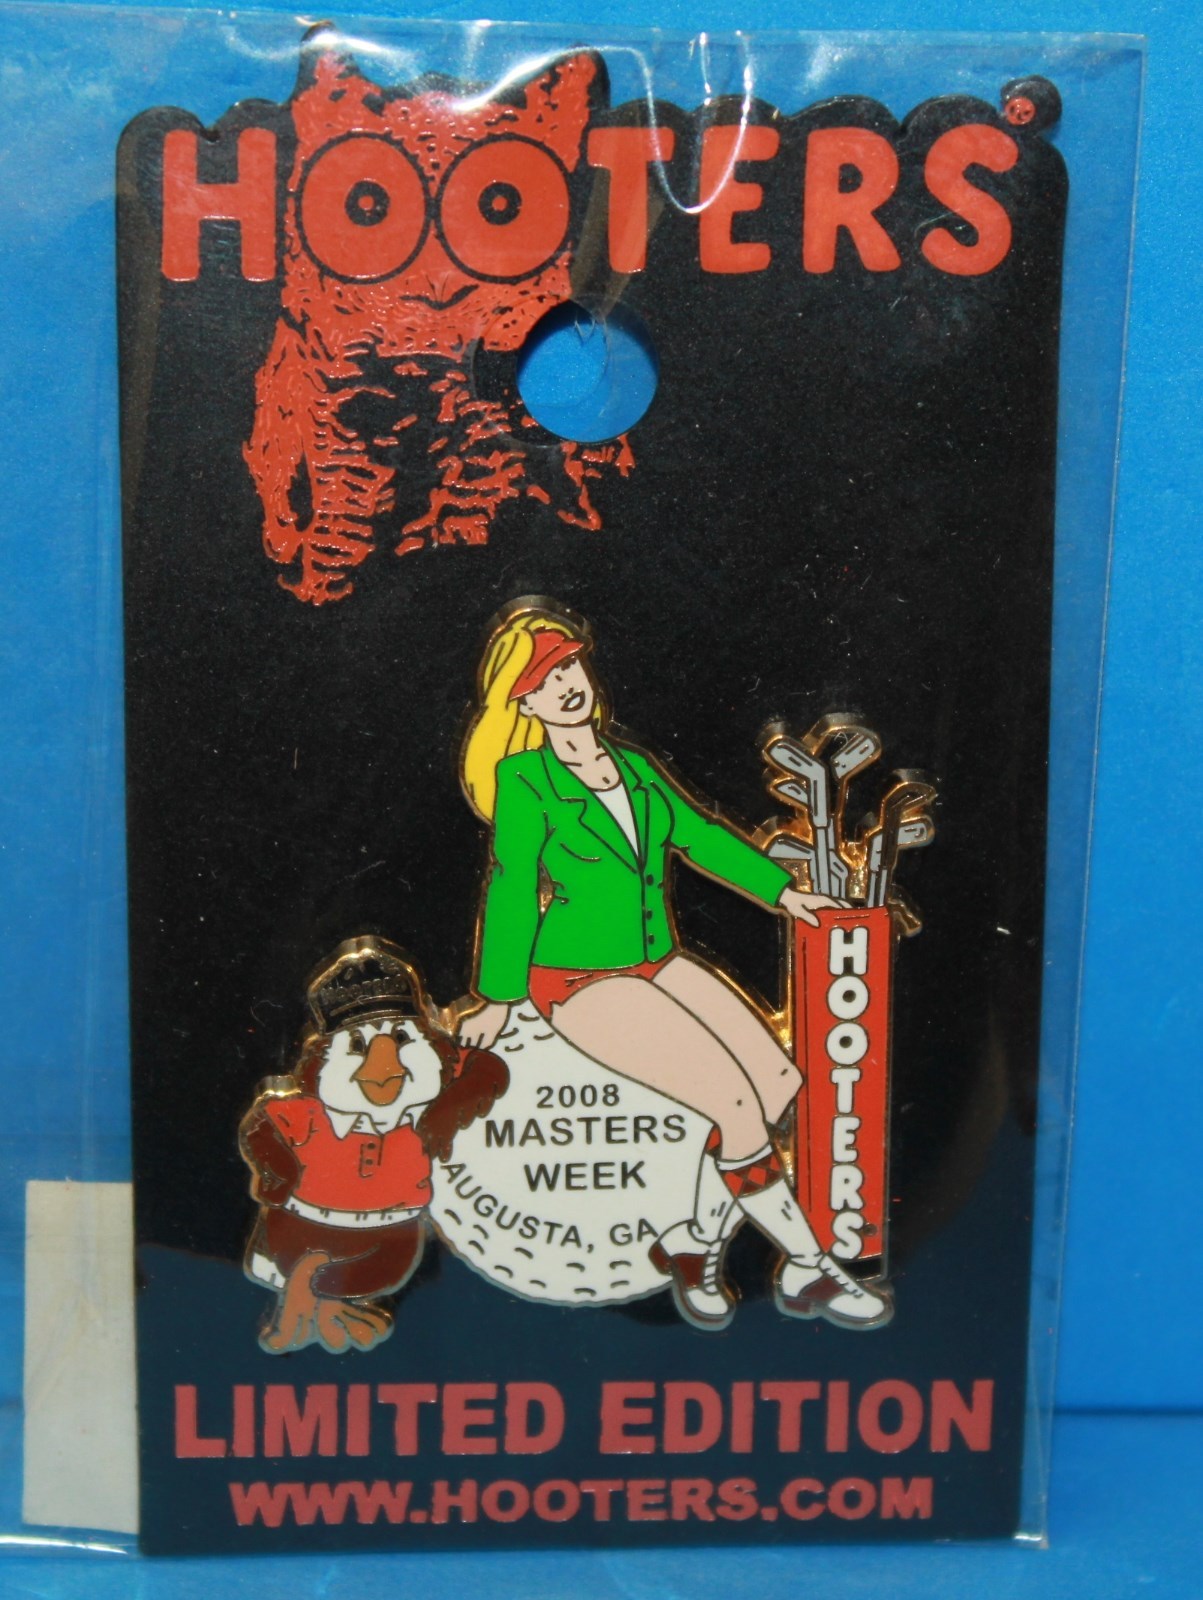 HOOTERS®
HOOTERS
2008
MASTERS
WEEK
AUGUSTA, GA
LIMITED EDITION
WWW.HOOTERS.COM